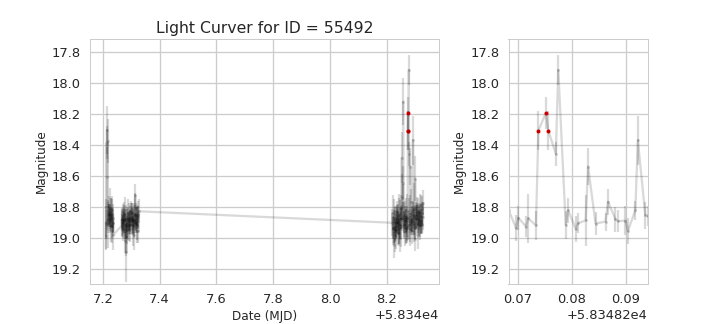 Light Curver for ID = 55492
17.8
18.0
18.2
18.4
18.6
18.8
19.0
19.2
Magnitude
7.2 7.4 7.6 7.8 8.0 8.2
Date (MJD)
+5.834e4
17.8
18.0
18.2
18.4
18.6
18.8
19.0
19.2
Magnitude
0.07 0.08 0.09
+5.83482e4